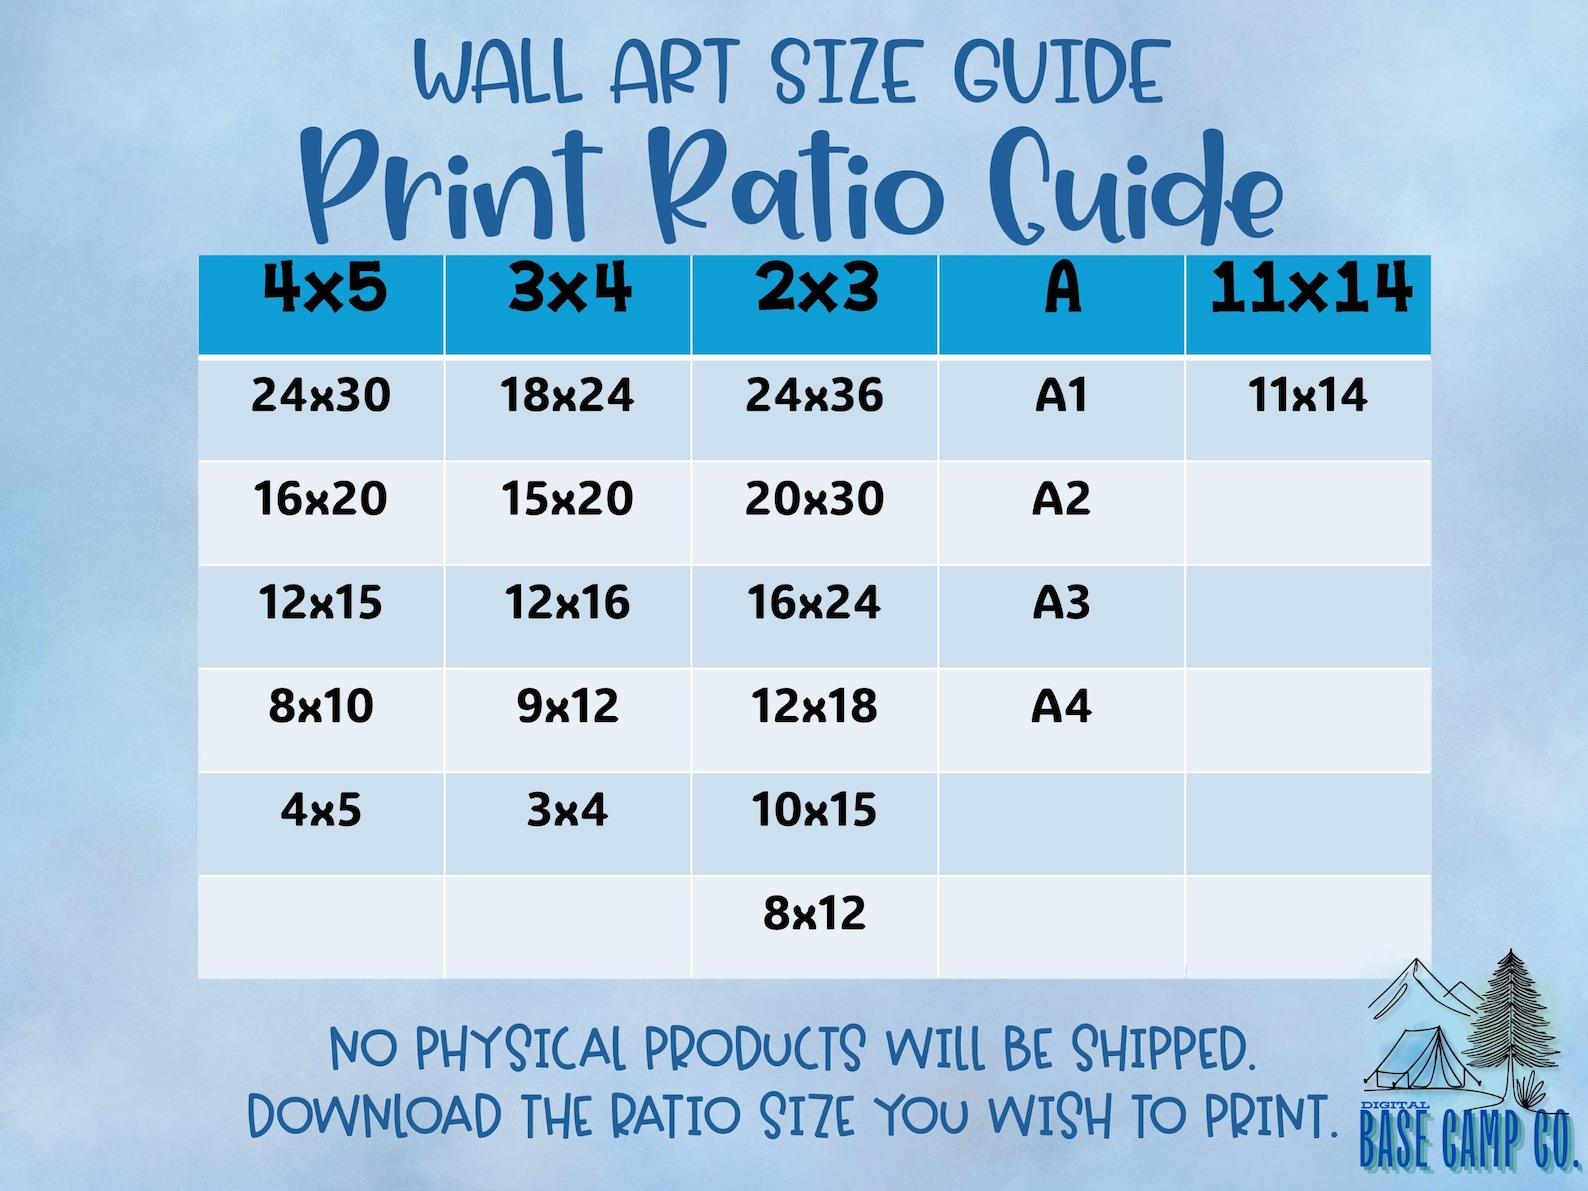 WALL ART SIZE GUIDE
Print Ratio Guide
4x5 3x4 2x3 A 11x14
24x30 18x24 24x36 A1 11x14
16x20 15x20 20x30 A2
12x15 12x16 16x24 A3
8x10 9x12 12x18 A4
4x5 3x4 10x15
8x12
NO PHYSICAL PRODUCTS WILL BE SHIPPED.
DOWNLOAD THE RATIO SIZE YOU WISH TO PRINT.
DIGITAL
BASE CAMP CO.